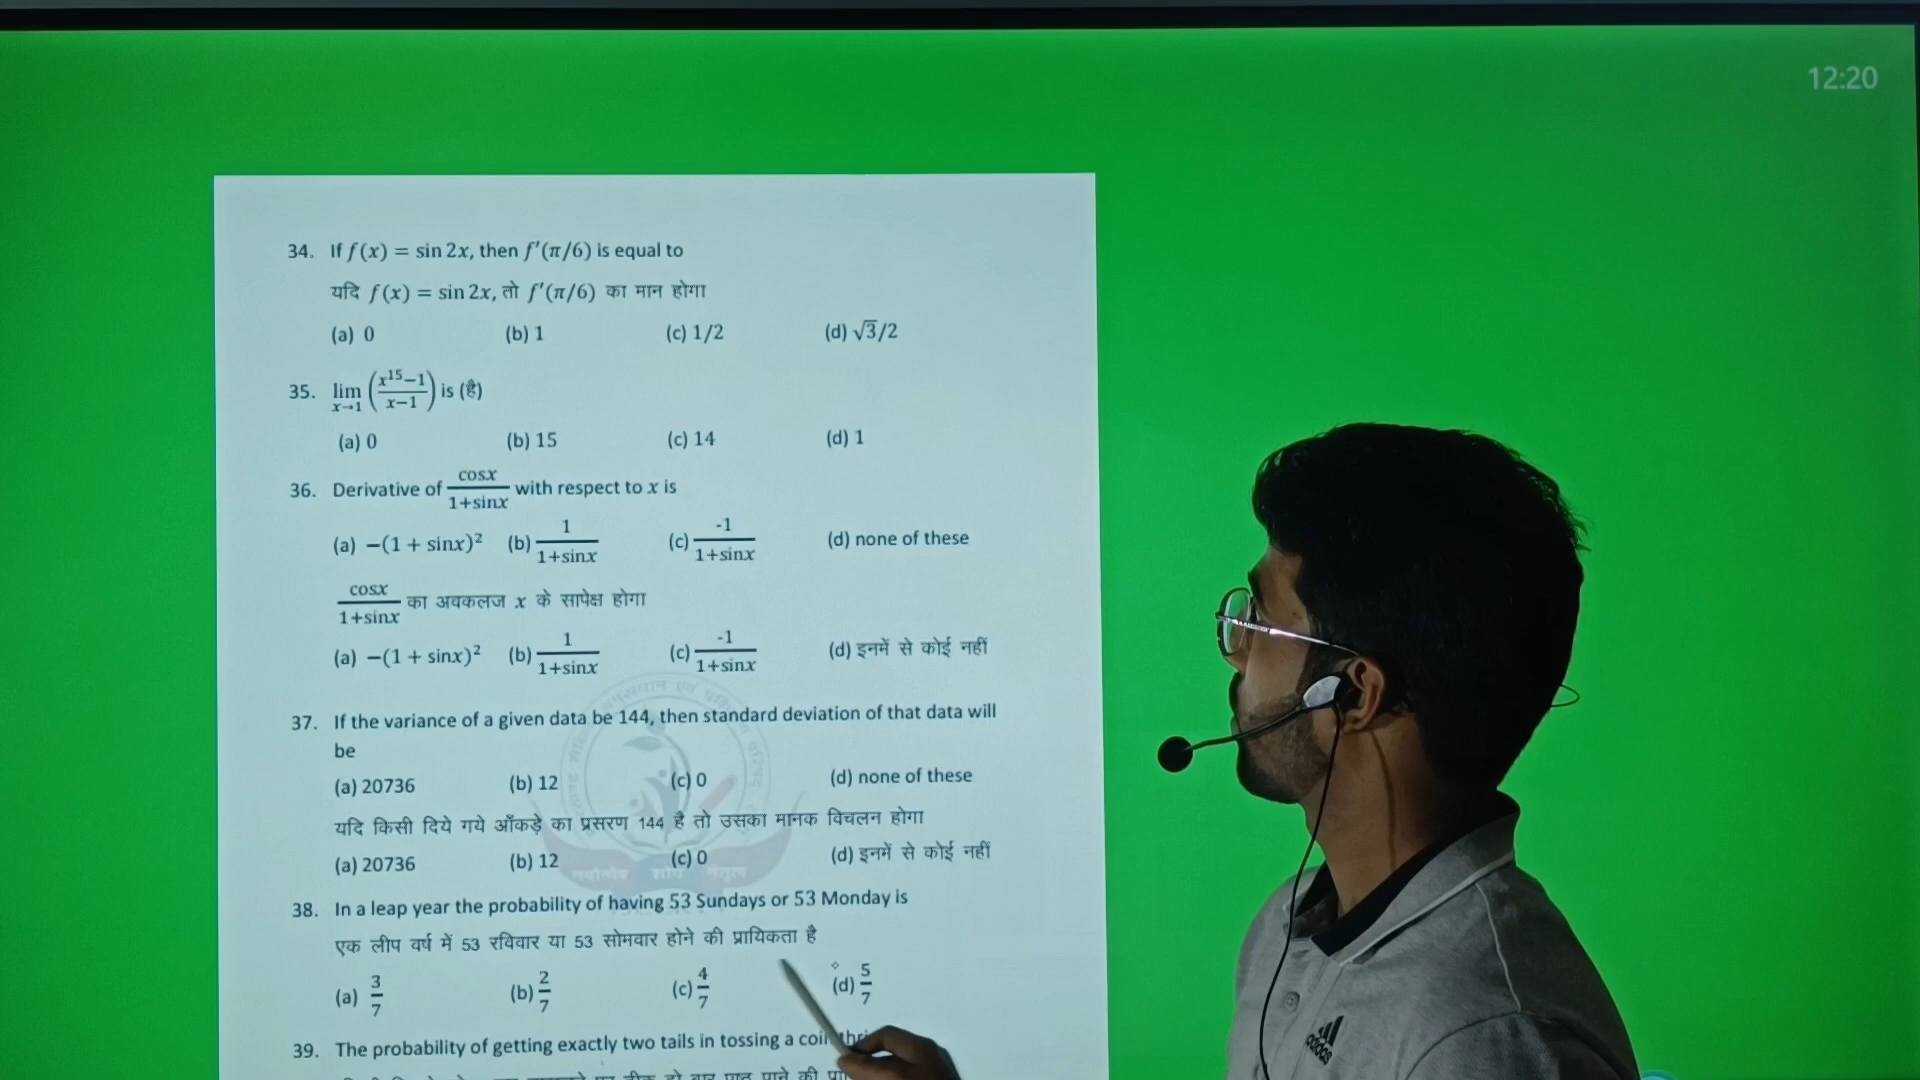 12:20
34. If f(x) = sin 2x, then f′(π/6) is equal to
यदि f(x) = sin 2x, तो f′(π/6) का मान होगा
(a) 0 (b) 1 (c) 1/2 (d) √3/2
35. lim x→1 (x¹⁵−1 / x−1) is (है)
(a) 0 (b) 15 (c) 14 (d) 1
36. Derivative of cosx / 1+sinx with respect to x is
(a) −(1 + sinx)² (b) 1 / 1+sinx (c) -1 / 1+sinx (d) none of these
cosx / 1+sinx का अवकलज x के सापेक्ष होगा
(a) −(1 + sinx)² (b) 1 / 1+sinx (c) -1 / 1+sinx (d) इनमें से कोई नहीं
37. If the variance of a given data be 144, then standard deviation of that data will
be
(a) 20736 (b) 12 (c) 0 (d) none of these
यदि किसी दिये गये आँकड़े का प्रसरण 144 है तो उसका मानक विचलन होगा
(a) 20736 (b) 12 (c) 0 (d) इनमें से कोई नहीं
38. In a leap year the probability of having 53 Sundays or 53 Monday is
एक लीप वर्ष में 53 रविवार या 53 सोमवार होने की प्रायिकता है
(a) 3/7 (b) 2/7 (c) 4/7 (d) 5/7
39. The probability of getting exactly two tails in tossing a
adidas